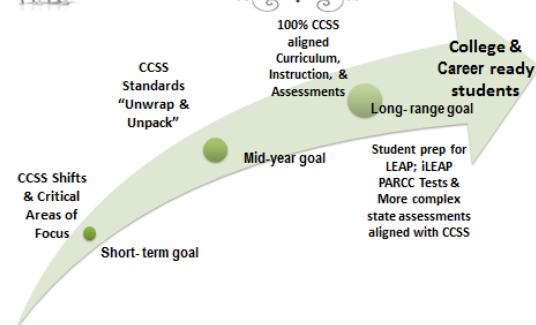 CCSS Shifts
& Critical
Areas of
Focus
Short- term goal
CCSS
Standards
“Unwrap &
Unpack”
Mid-year goal
100% CCSS
aligned
Curriculum,
Instruction, &
Assessments
Long- range goal
Student prep for
LEAP; iLEAP
PARCC Tests &
More complex
state assessments
aligned with CCSS
College &
Career ready
students